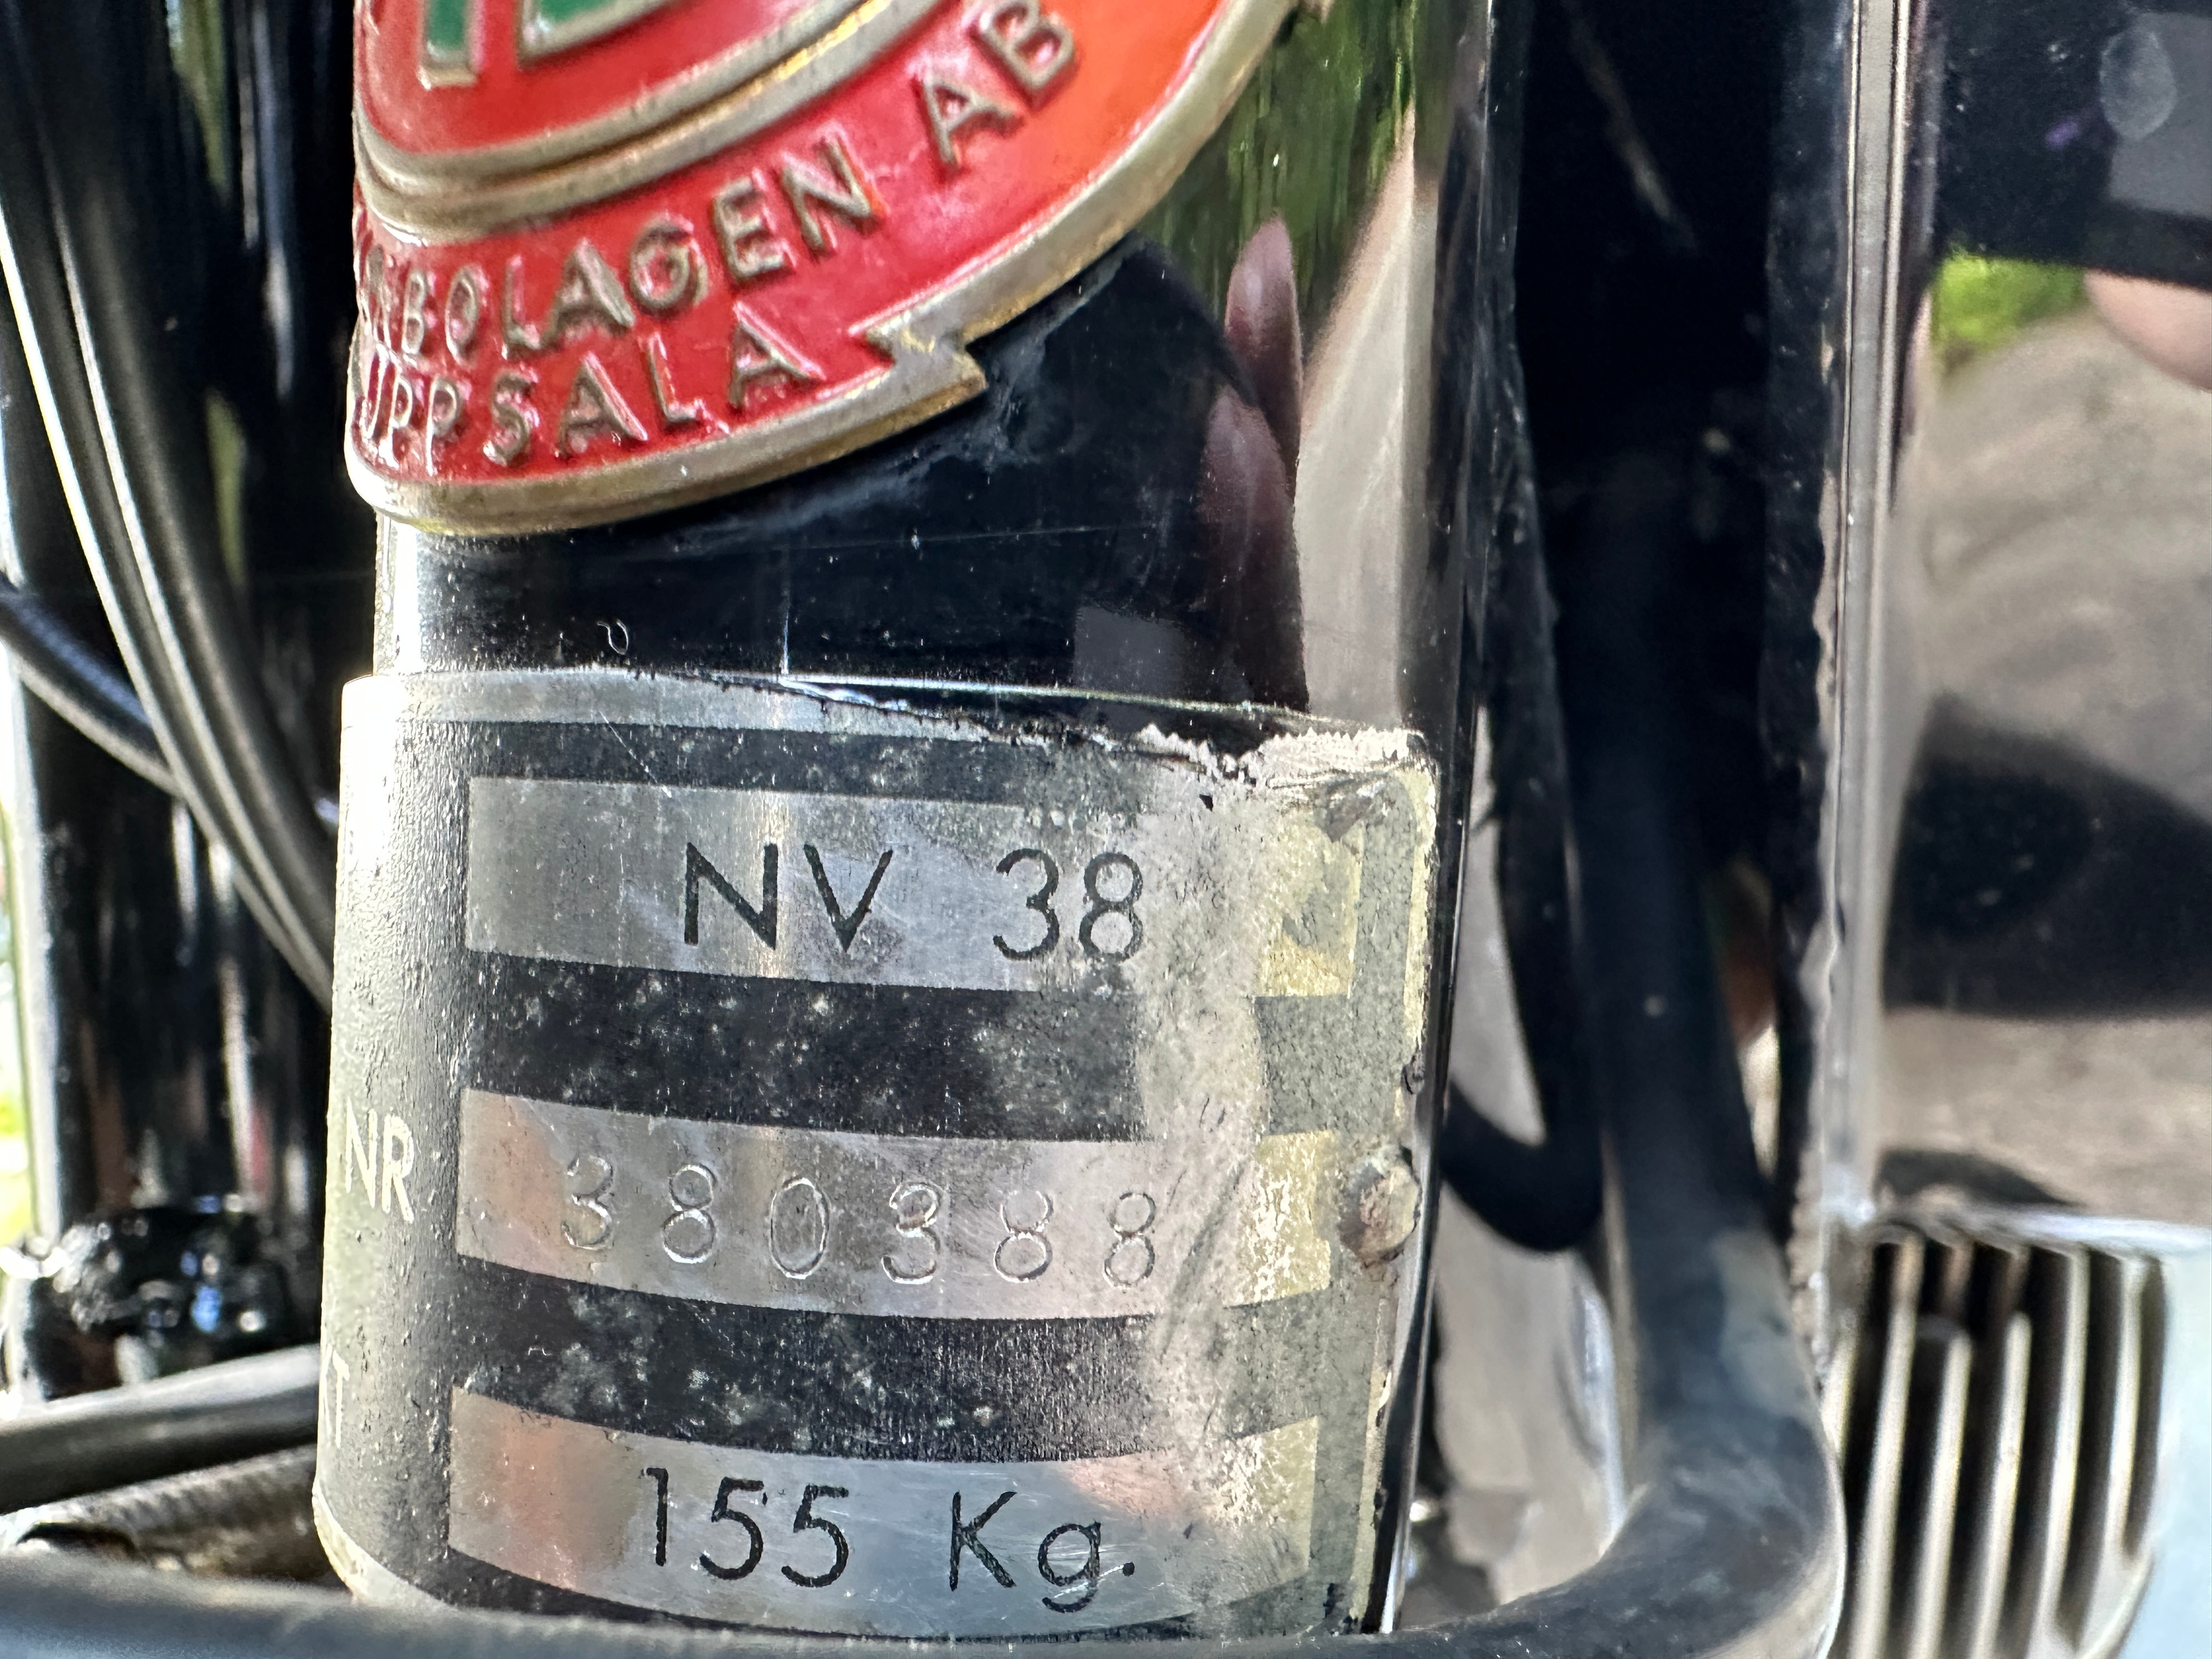 BOLAGEN AB
UPPSALA
NV 38
NR 380388
155 Kg.